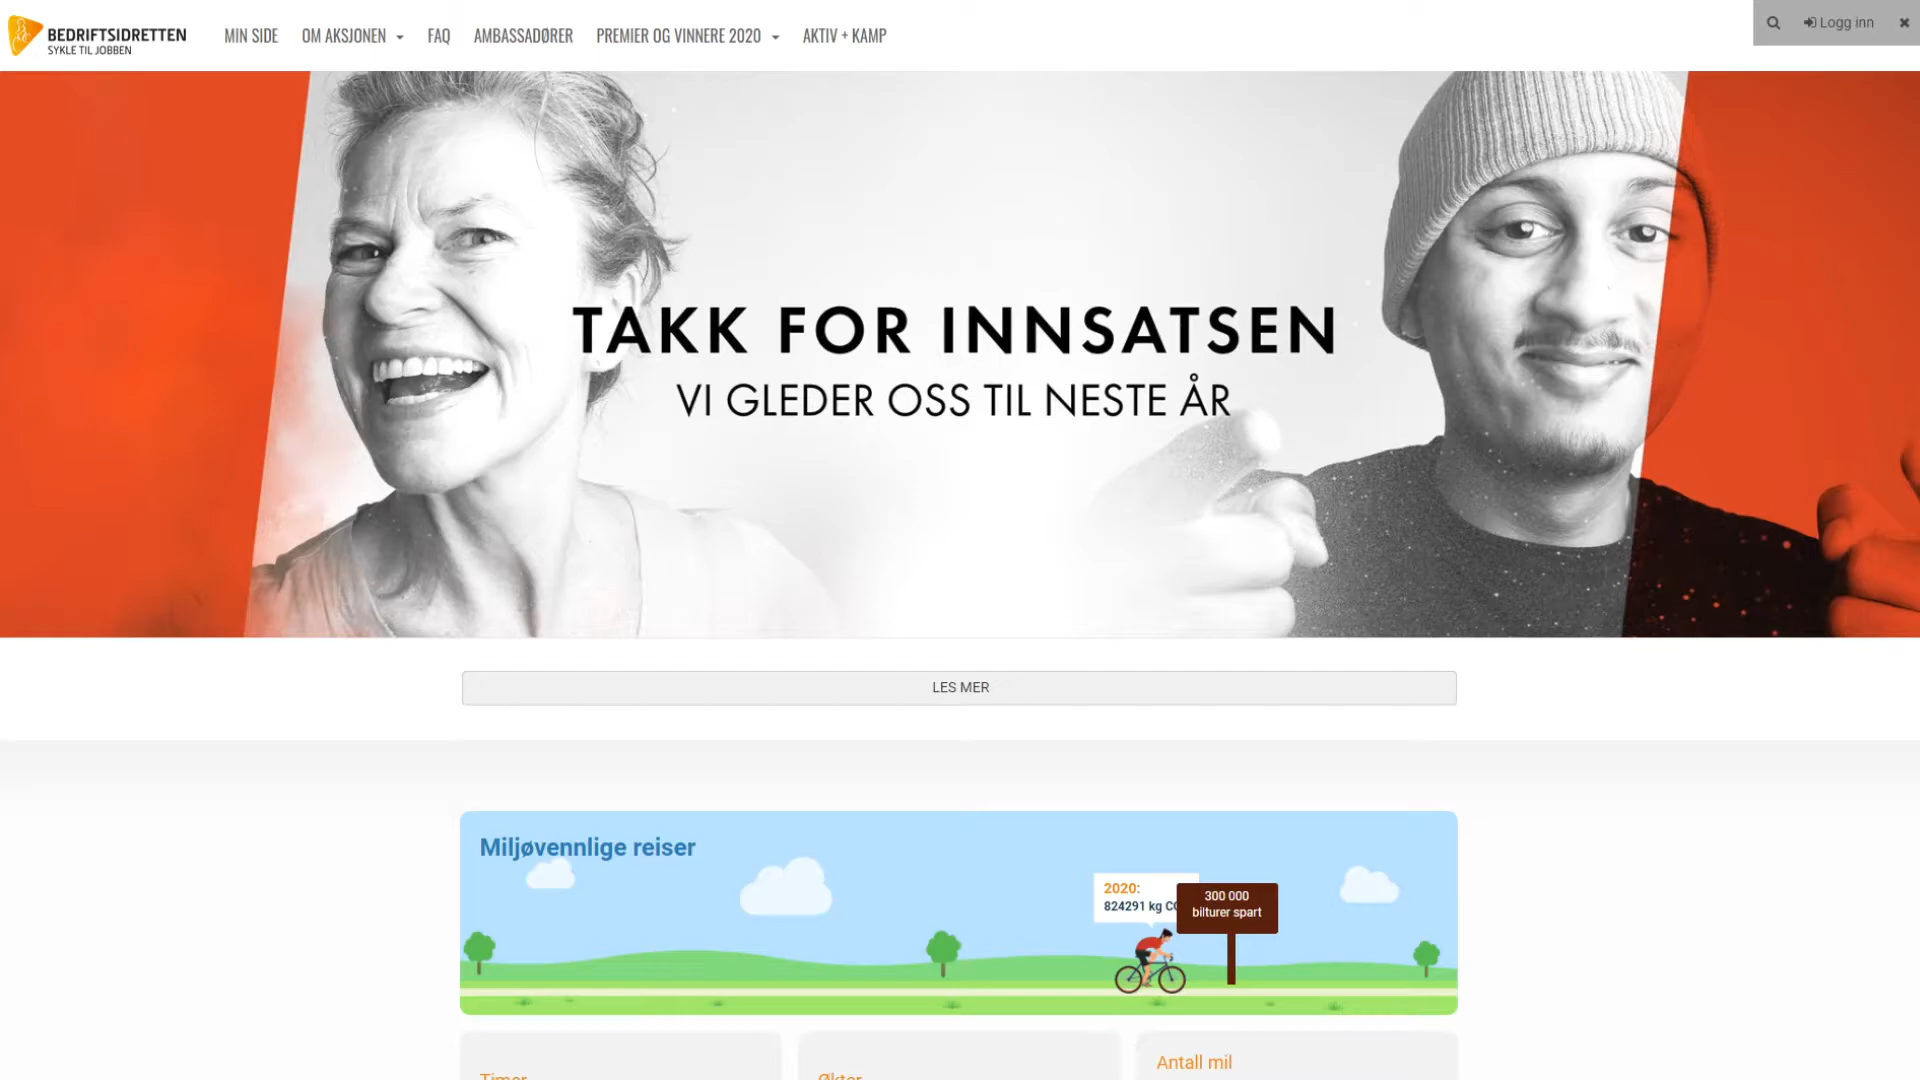 BEDRIFTSIDRETTEN
SYKLE TIL JOBBEN
MIN SIDE
OM AKSJONEN
FAQ
AMBASSADØRER
PREMIER OG VINNERE 2020
AKTIV + KAMP
Logg inn
TAKK FOR INNSATSEN
VI GLEDER OSS TIL NESTE ÅR
LES MER
Miljøvennlige reiser
2020:
824291 kg
300 000
bilturer spart
Timer
Økter
Antall mil